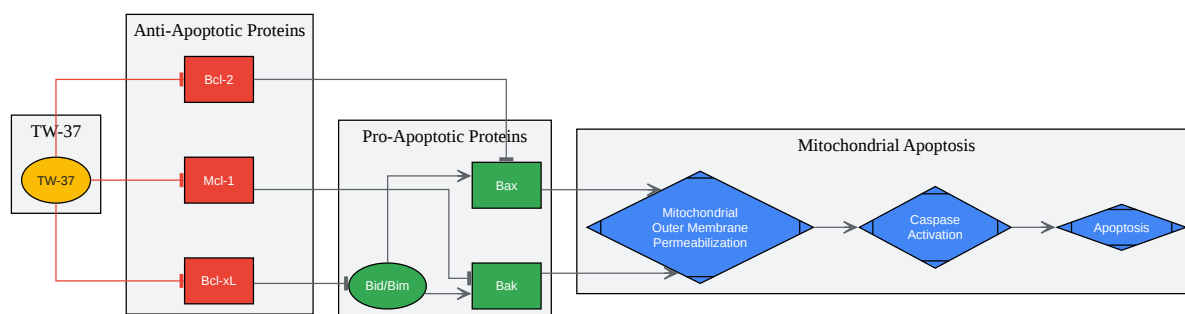 Anti-Apoptotic Proteins
Bcl-2
TW-37
TW-37
Mcl-1
Bcl-xL
Pro-Apoptotic Proteins
Bax
Bid/Bim
Bak
Mitochondrial Apoptosis
Mitochondrial
Outer Membrane
Permeabilization
Caspase
Activation
Apoptosis